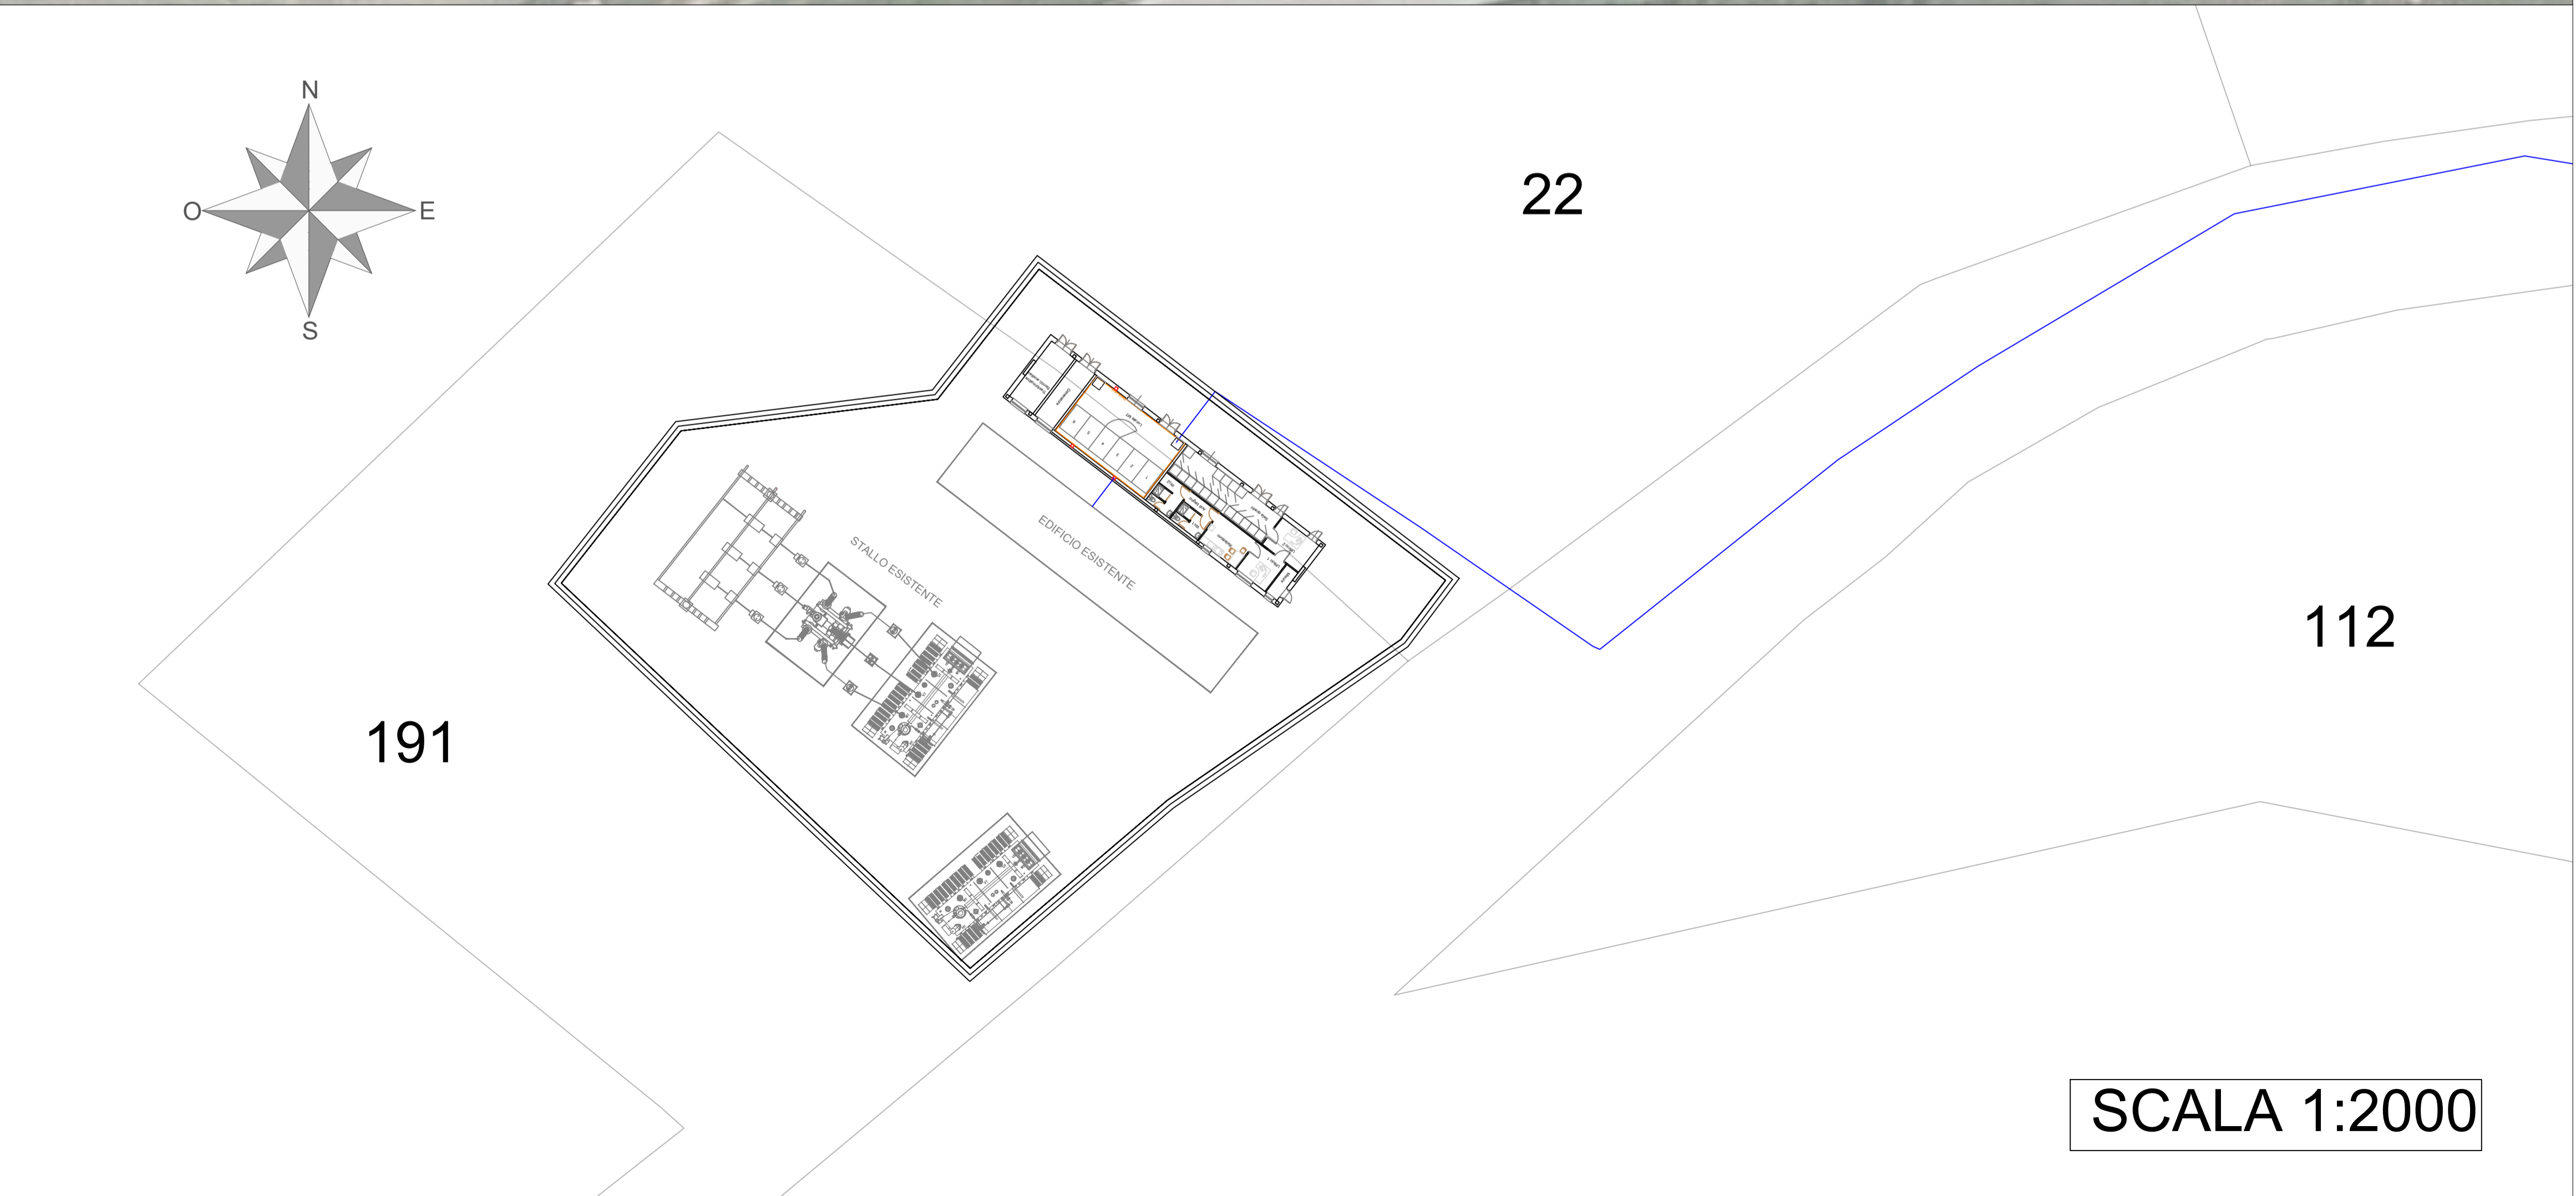 N
O
E
S
22
EDIFICIO ESISTENTE
STALLO ESISTENTE
112
191
SCALA 1:2000